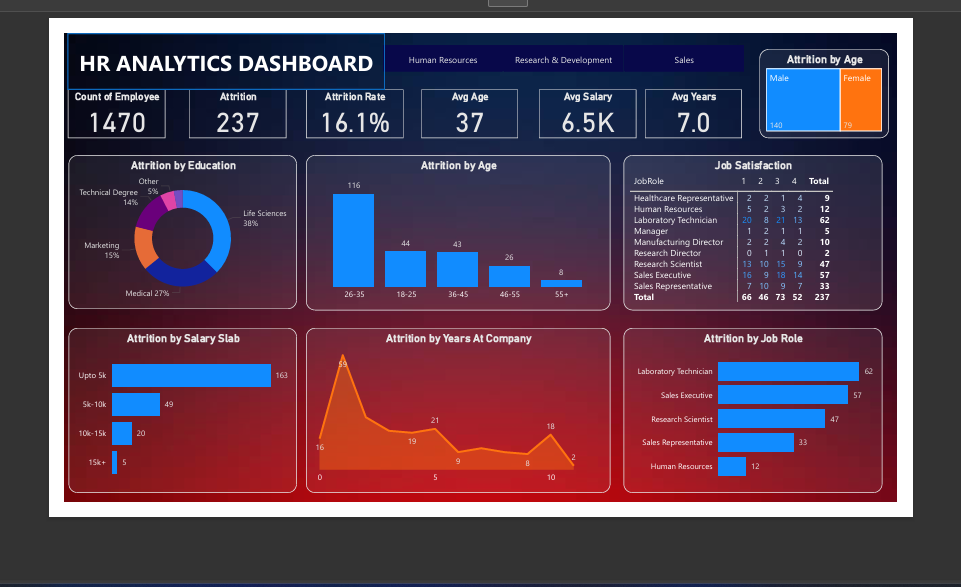 HR ANALYTICS DASHBOARD
Human Resources
Research & Development
Sales
Attrition by Age
Male
Female
140
79
Count of Employee
1470
Attrition
237
Attrition Rate
16.1%
Avg Age
37
Avg Salary
6.5K
Avg Years
7.0
Attrition by Education
Other
5%
Technical Degree
14%
Life Sciences
38%
Marketing
15%
Medical 27%
Attrition by Age
116
44
43
26
8
26-35
18-25
36-45
46-55
55+
Job Satisfaction
JobRole 1 2 3 4 Total
Healthcare Representative 2 2 1 4 9
Human Resources 5 2 3 2 12
Laboratory Technician 20 8 21 13 62
Manager 1 2 1 1 5
Manufacturing Director 2 2 4 2 10
Research Director 0 1 1 0 2
Research Scientist 13 10 15 9 47
Sales Executive 16 9 18 14 57
Sales Representative 7 10 9 7 33
Total 66 46 73 52 237
Attrition by Salary Slab
Upto 5k 163
5k-10k 49
10k-15k 20
15k+ 5
Attrition by Years At Company
59
16
19
21
9
8
18
2
0
5
10
Attrition by Job Role
Laboratory Technician 62
Sales Executive 57
Research Scientist 47
Sales Representative 33
Human Resources 12